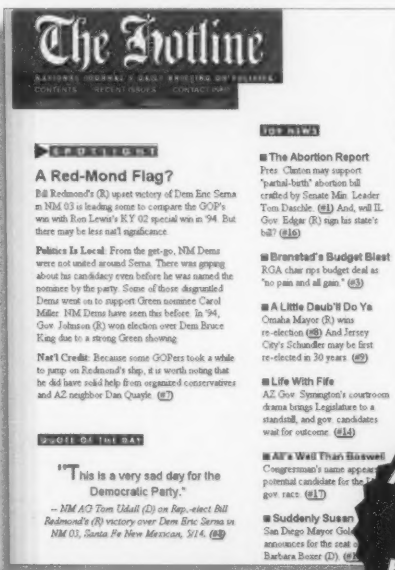 The Hotline
NATIONAL JOURNAL'S DAILY BRIEFING ON POLITICS
CONTENTS RECENT ISSUES CONTACT INFO
SPOTLIGHT
A Red-Mond Flag?
Bill Redmond's (R) upset victory of Dem Eric Serna
in NM 03 is leading some to compare the GOP's
win with Ron Lewis's KY 02 special win in '94. But
there may be less nat'l significance.
Politics Is Local: From the get-go, NM Dems
were not united around Serna. There was griping
about his candidacy even before he was named the
nominee by the party. Some of those disgruntled
Dems went on to support Green nominee Carol
Miller. NM Dems have seen this before. In '94,
Gov. Johnson (R) won election over Dem Bruce
King due to a strong Green showing.
Nat'l Credit: Because some GOPers took a while
to jump on Redmond's ship, it is worth noting that
he did have solid help from organized conservatives
and AZ neighbor Dan Quayle. (#7)
QUOTE OF THE DAY
"This is a very sad day for the
Democratic Party."
-- NM AG Tom Udall (D) on Rep.-elect Bill
Redmond's (R) victory over Dem Eric Serna in
NM 03, Santa Fe New Mexican, 5/14. (#8)
TOP NEWS
■ The Abortion Report
Pres. Clinton may support
"partial-birth" abortion bill
crafted by Senate Min. Leader
Tom Daschle. (#1) And, will IL
Gov. Edgar (R) sign his state's
bill? (#16)
■ Branstad's Budget Blast
RGA chair rips budget deal as
"no pain and all gain." (#3)
■ A Little Daub'll Do Ya
Omaha Mayor (R) wins
re-election (#8) And Jersey
City's Schundler may be first
re-elected in 30 years. (#9)
■ Life With Fife
AZ Gov. Symington's courtroom
drama brings Legislature to a
standstill, and gov. candidates
wait for outcome. (#14)
■ All's Well Than Boswell
Congressman's name appears
potential candidate for the
gov. race. (#17)
■ Suddenly Susan
San Diego Mayor
announces for the seat
Barbara Boxer (D).